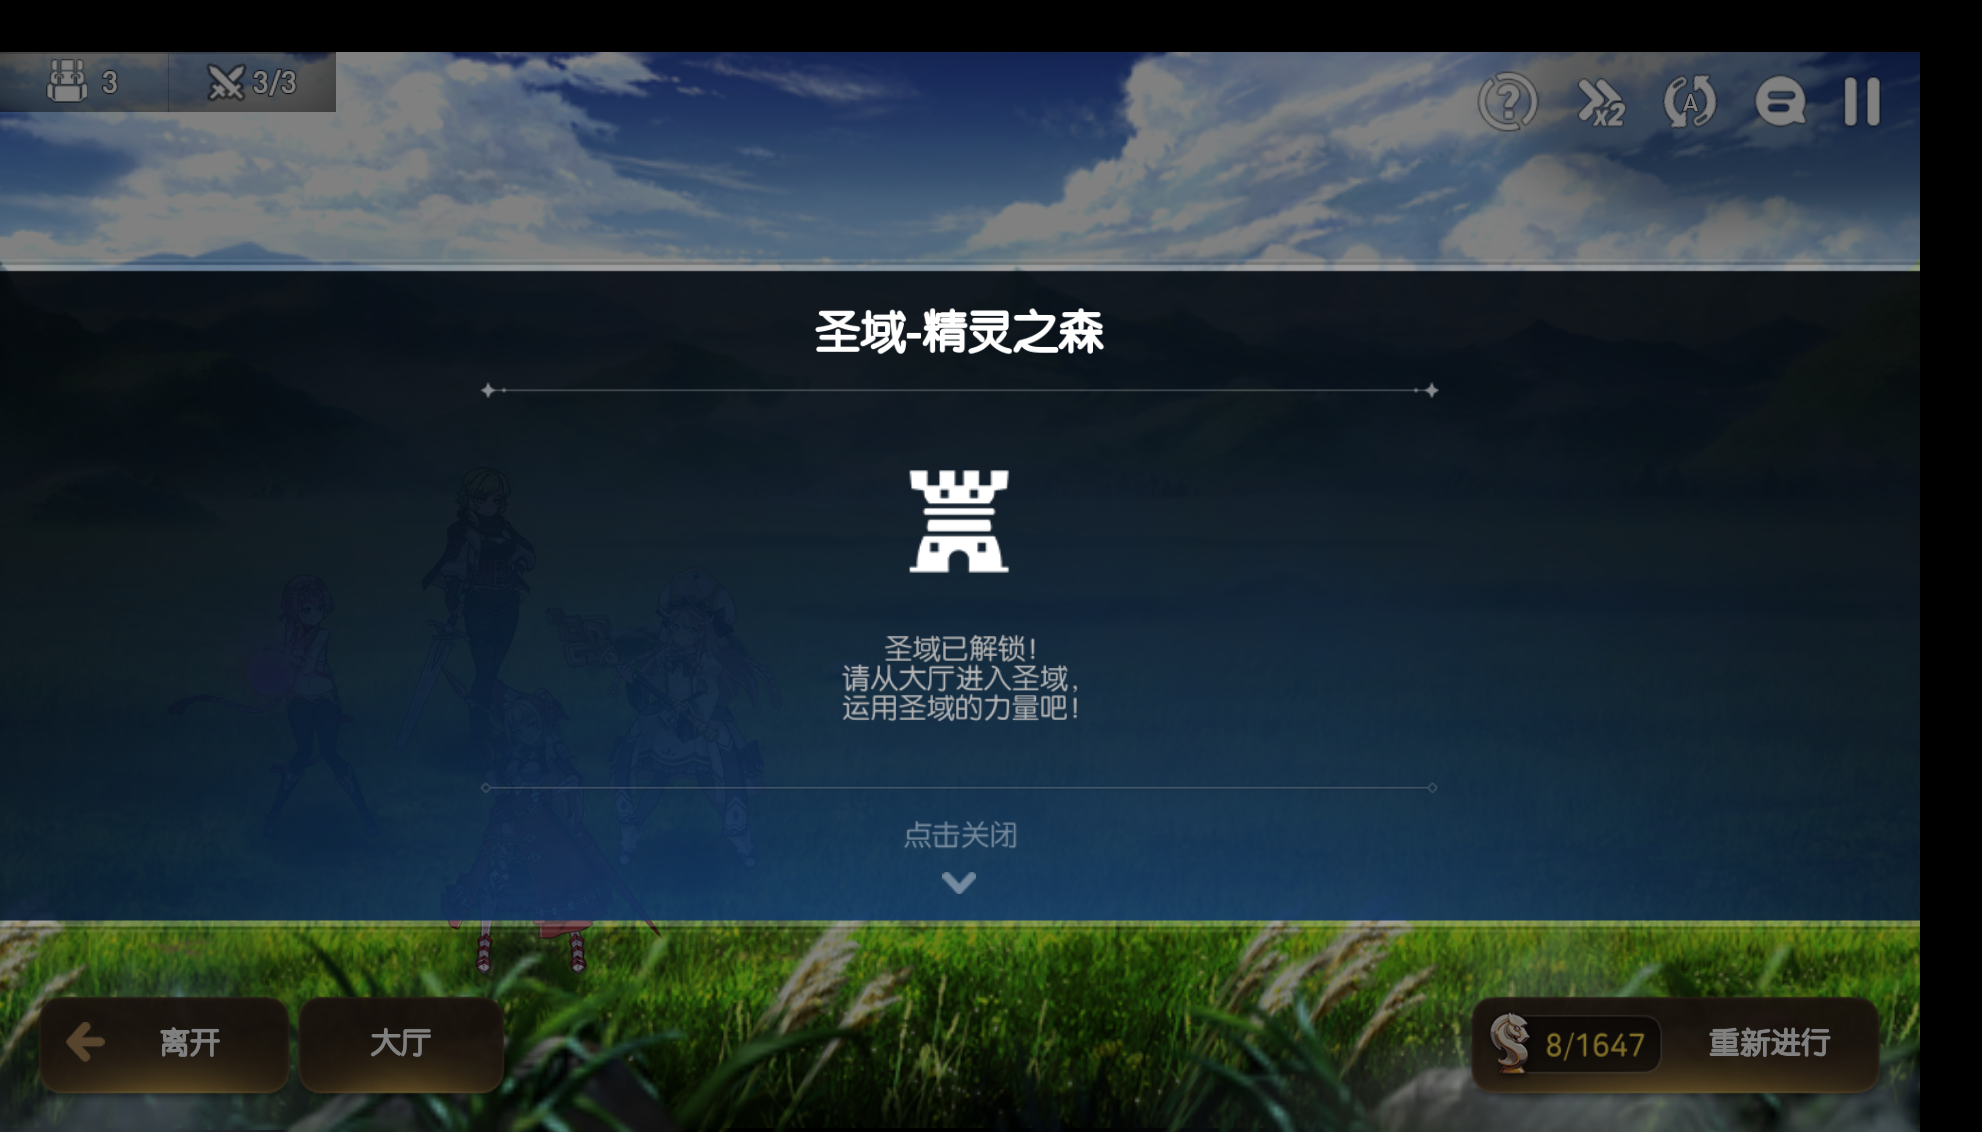 3
3/3
x2
A
圣域-精灵之森
圣域已解锁!
请从大厅进入圣域,
运用圣域的力量吧!
点击关闭
离开
大厅
8/1647
重新进行